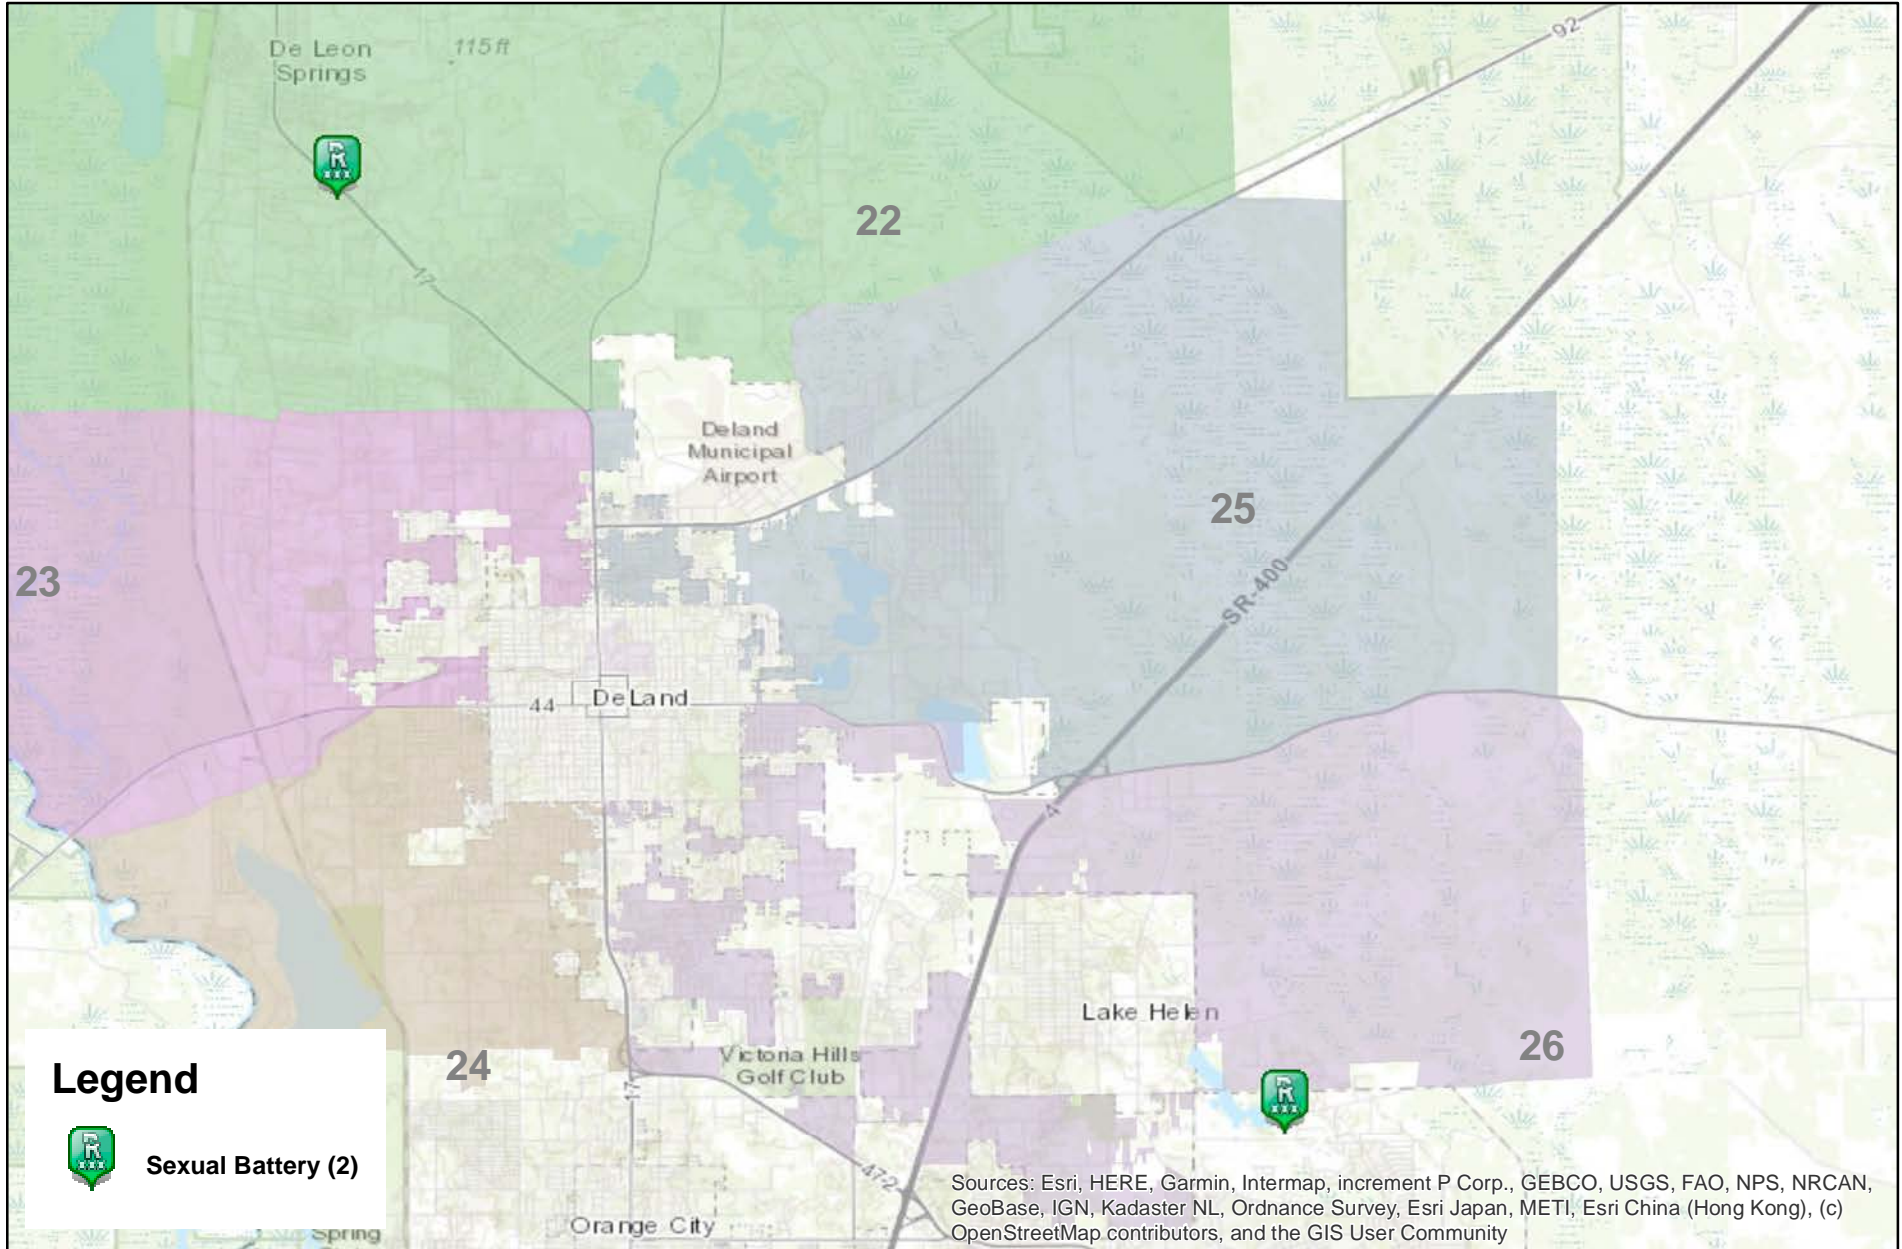 De Leon
Springs
115 ft
92
17
22
Deland
Municipal
Airport
25
23
SR-400
44
DeLand
4
Lake Helen
26
24
Victoria Hills
Golf Club
17
472
Orange City
Spring
Legend
Sexual Battery (2)
Sources: Esri, HERE, Garmin, Intermap, increment P Corp., GEBCO, USGS, FAO, NPS, NRCAN,
GeoBase, IGN, Kadaster NL, Ordnance Survey, Esri Japan, METI, Esri China (Hong Kong), (c)
OpenStreetMap contributors, and the GIS User Community